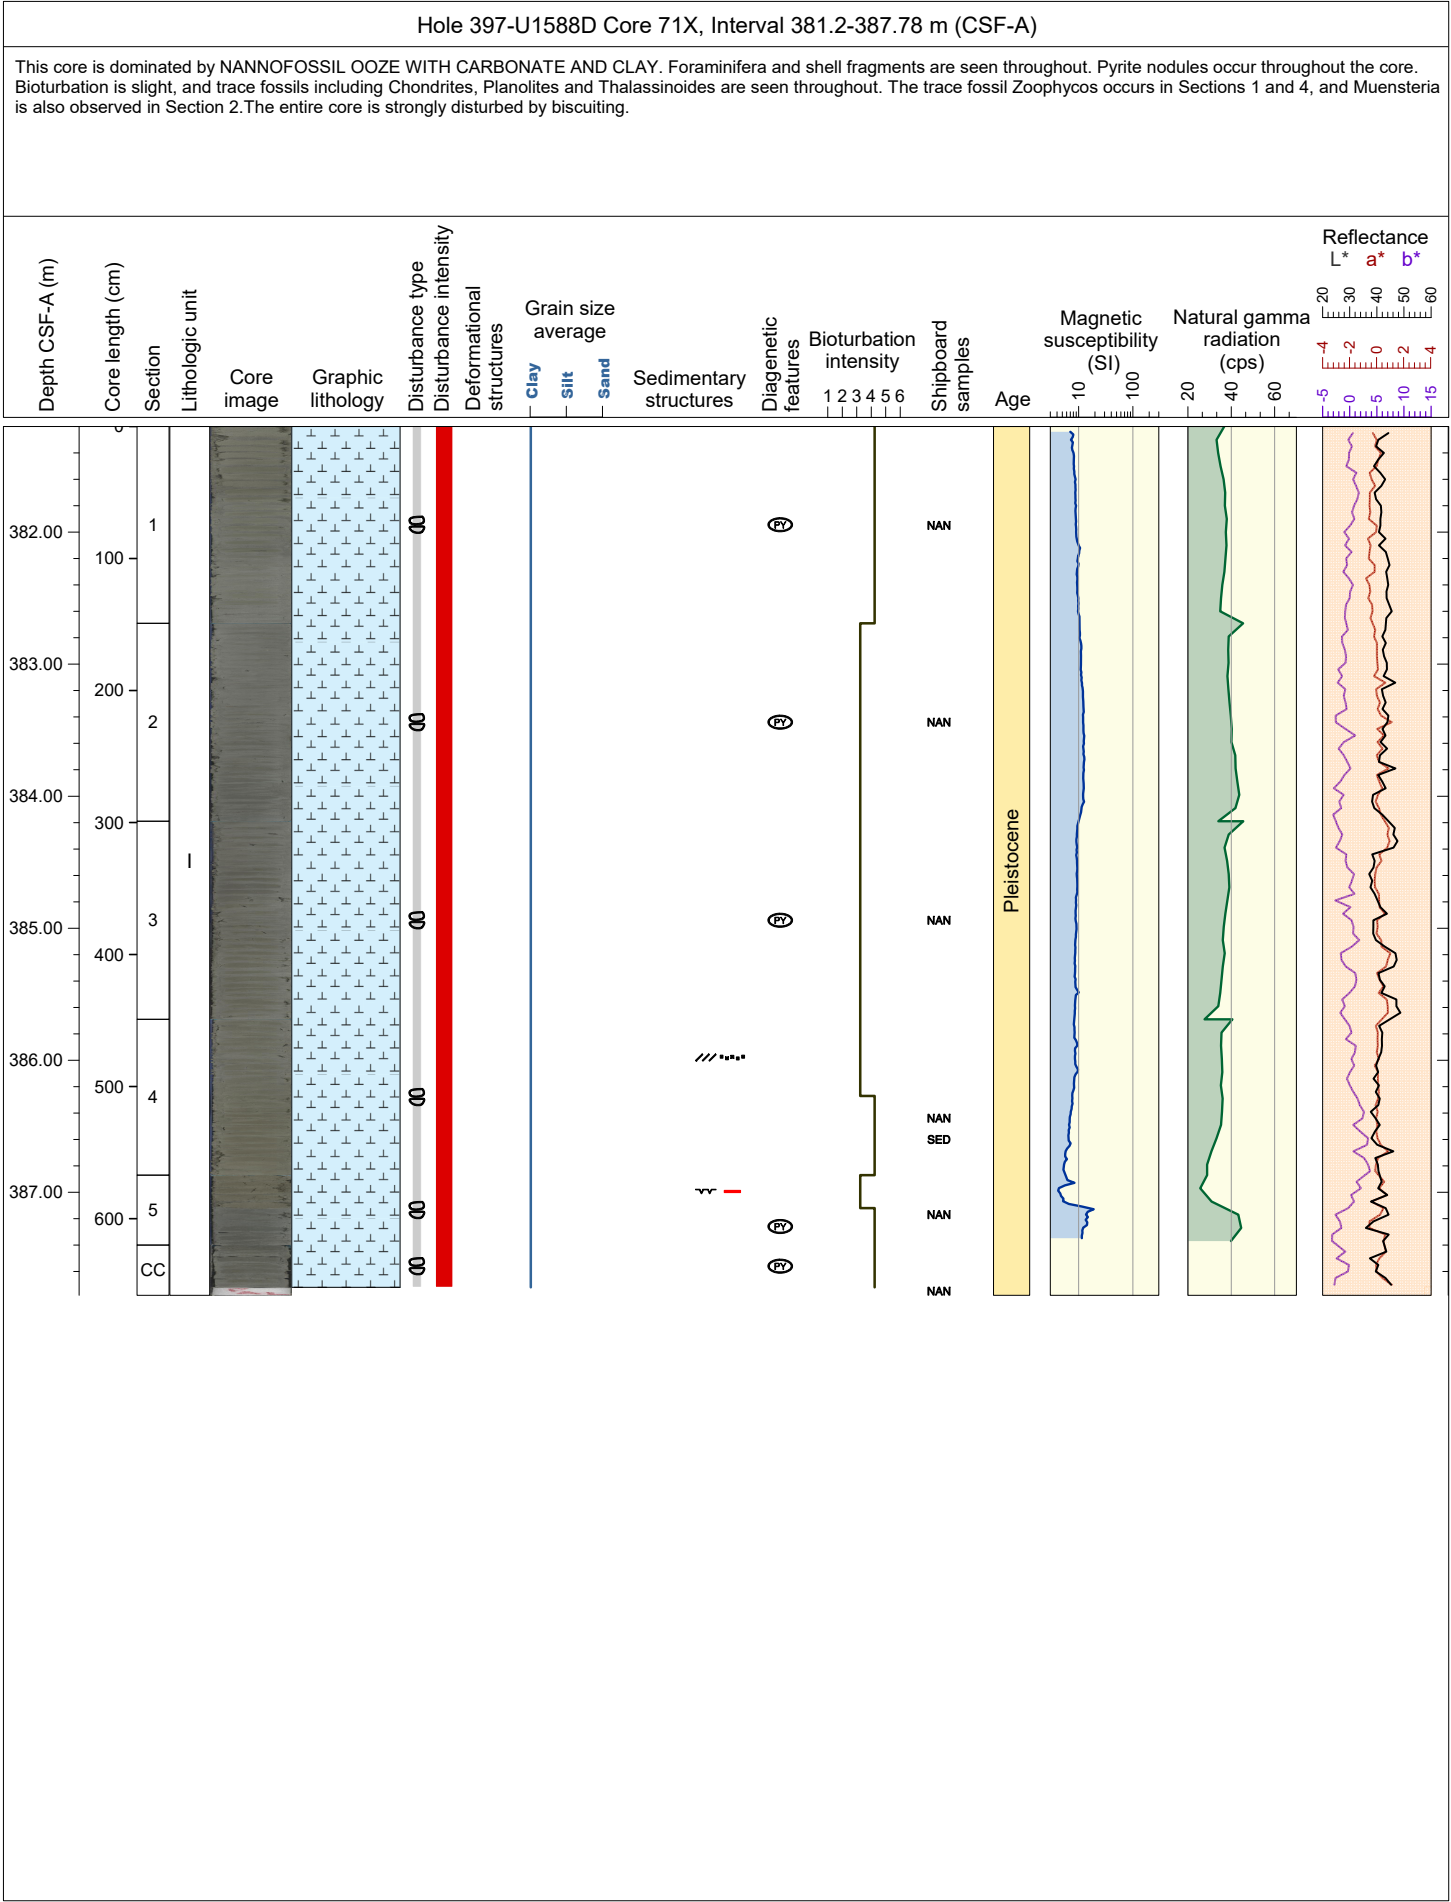 Hole 397-U1588D Core 71X, Interval 381.2-387.78 m (CSF-A)
This core is dominated by NANNOFOSSIL OOZE WITH CARBONATE AND CLAY. Foraminifera and shell fragments are seen throughout. Pyrite nodules occur throughout the core.
Bioturbation is slight, and trace fossils including Chondrites, Planolites and Thalassinoides are seen throughout. The trace fossil Zoophycos occurs in Sections 1 and 4, and Muensteria
is also observed in Section 2.The entire core is strongly disturbed by biscuiting.
Depth CSF-A (m)
Core length (cm)
Section
Lithologic unit
Core
image
Graphic
lithology
Disturbance type
Disturbance intensity
Deformational
structures
Grain size
average
Clay
Silt
Sand
Sedimentary
structures
Diagenetic
features
Bioturbation
intensity
1 2 3 4 5 6
Shipboard
samples
Age
Magnetic
susceptibility
(SI)
10 100
Natural gamma
radiation
(cps)
20 40 60
Reflectance
L* a* b*
20 30 40 50 60
-4 -2 0 2 4
-5 0 5 10 15
0
1 PY NAN
382.00
100
383.00
200
2 PY NAN
384.00
300
I
Pleistocene
3 PY NAN
385.00
400
386.00
500
4
NAN
SED
387.00
5 NAN
600
PY
CC PY
NAN